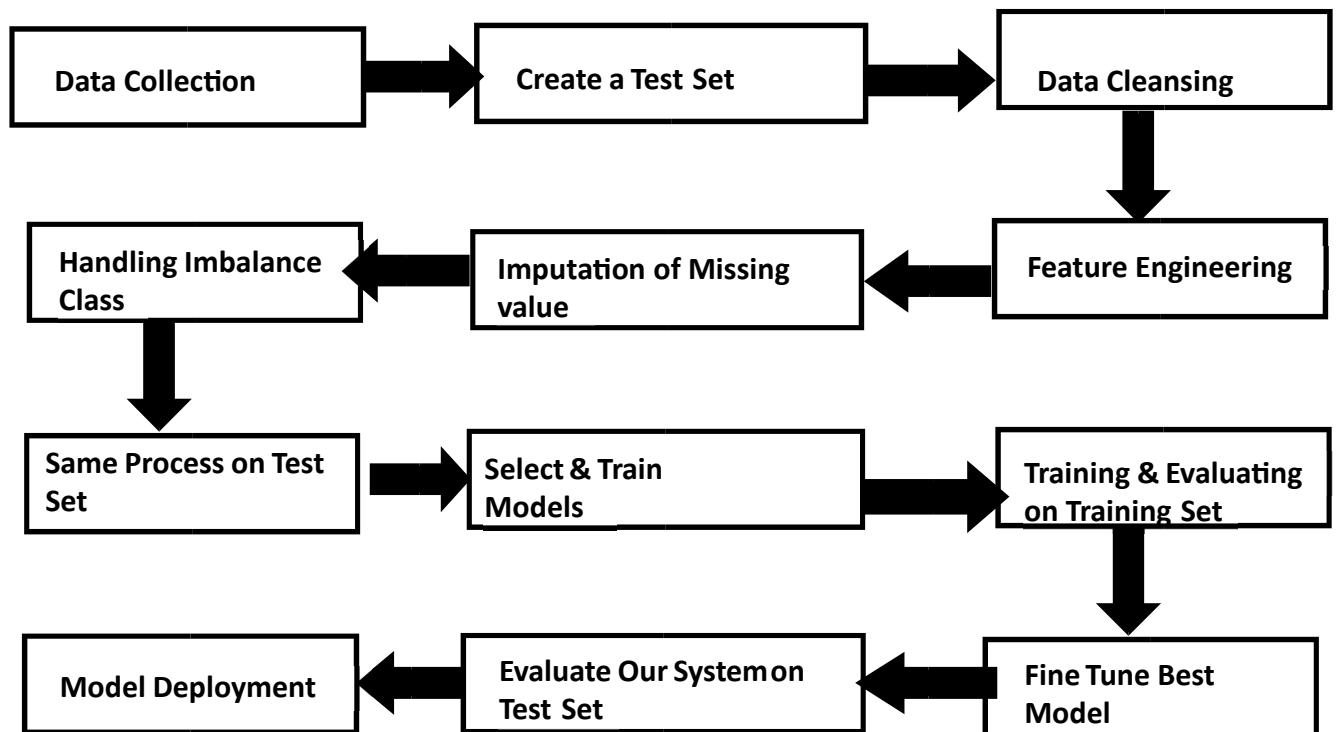 Data Collection
Create a Test Set
Data Cleansing
Feature Engineering
Imputation of Missing
value
Handling Imbalance
Class
Same Process on Test
Set
Select & Train
Models
Training & Evaluating
on Training Set
Fine Tune Best
Model
Evaluate Our System on
Test Set
Model Deployment